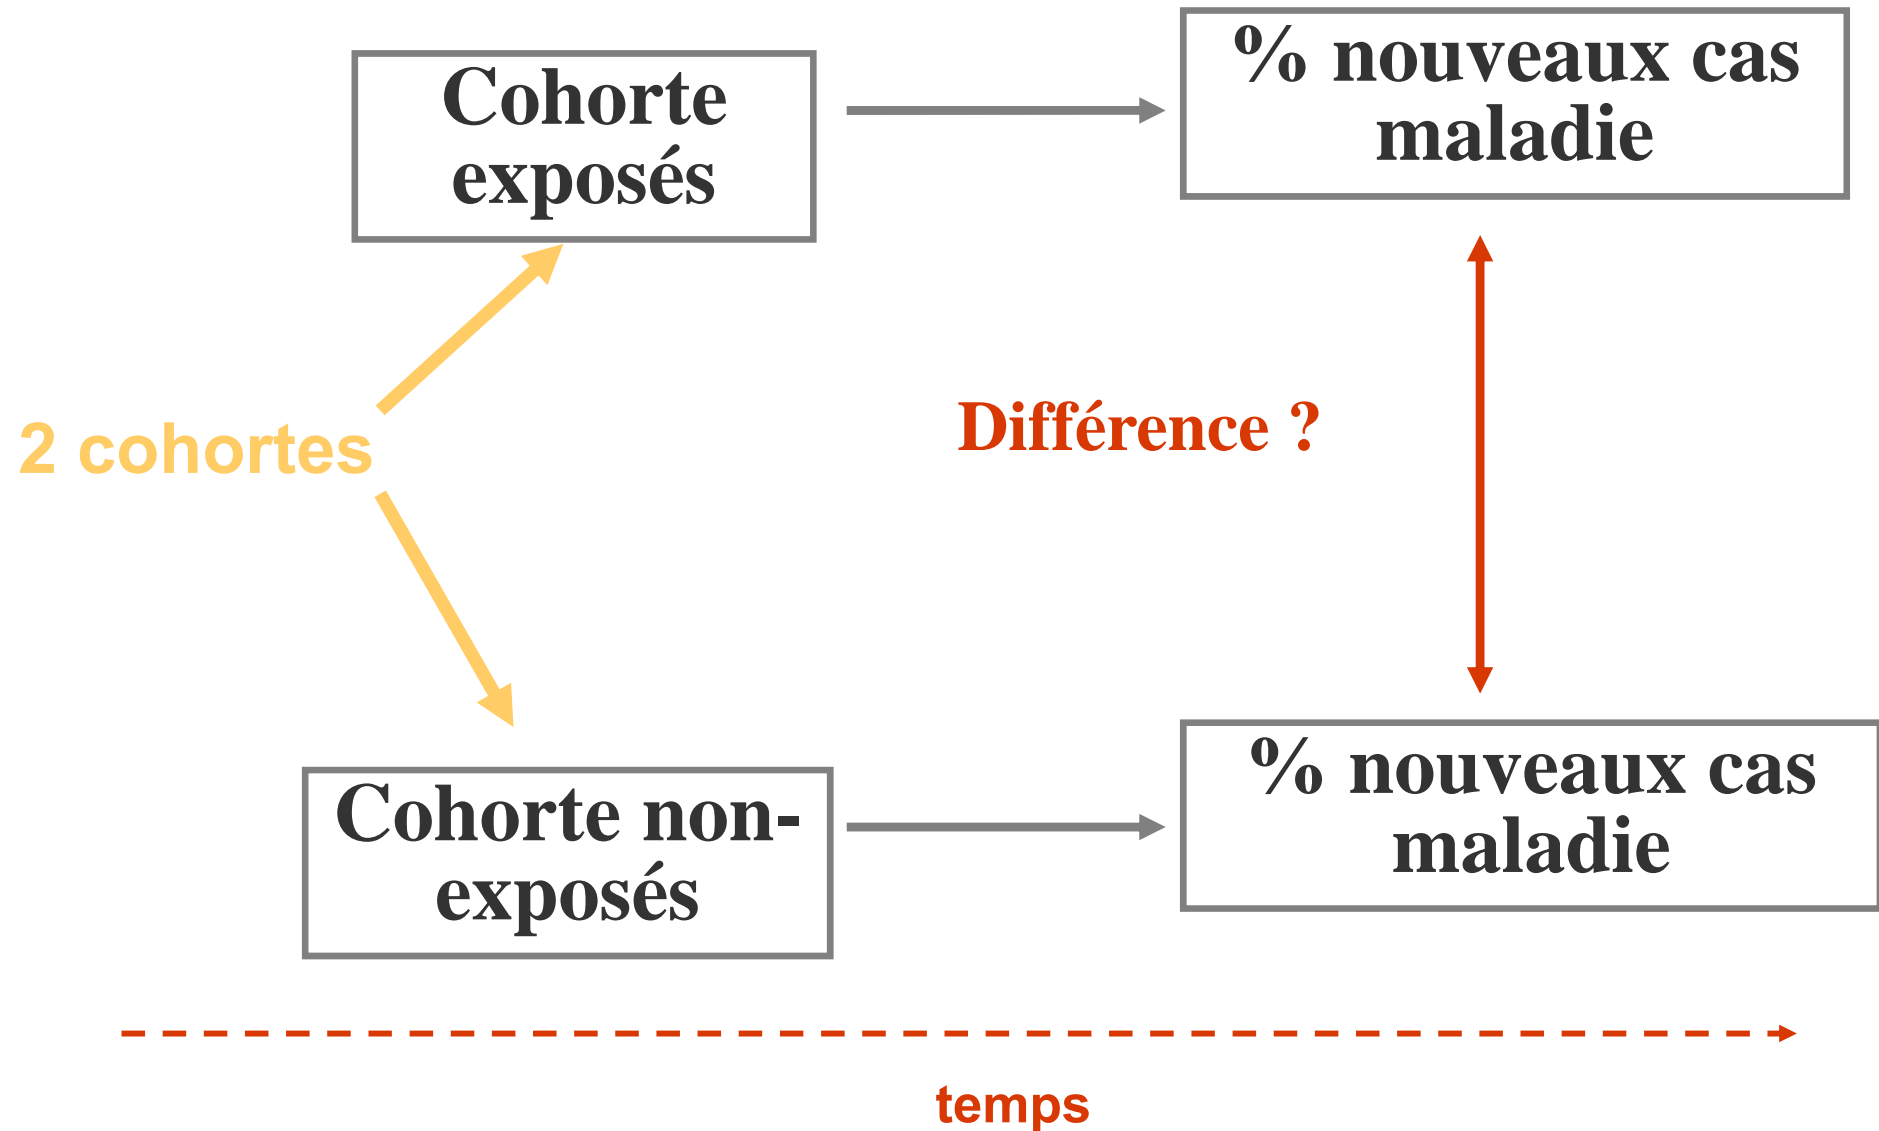 Cohorte
exposés
% nouveaux cas
maladie
2 cohortes
Différence ?
Cohorte non-
exposés
% nouveaux cas
maladie
temps